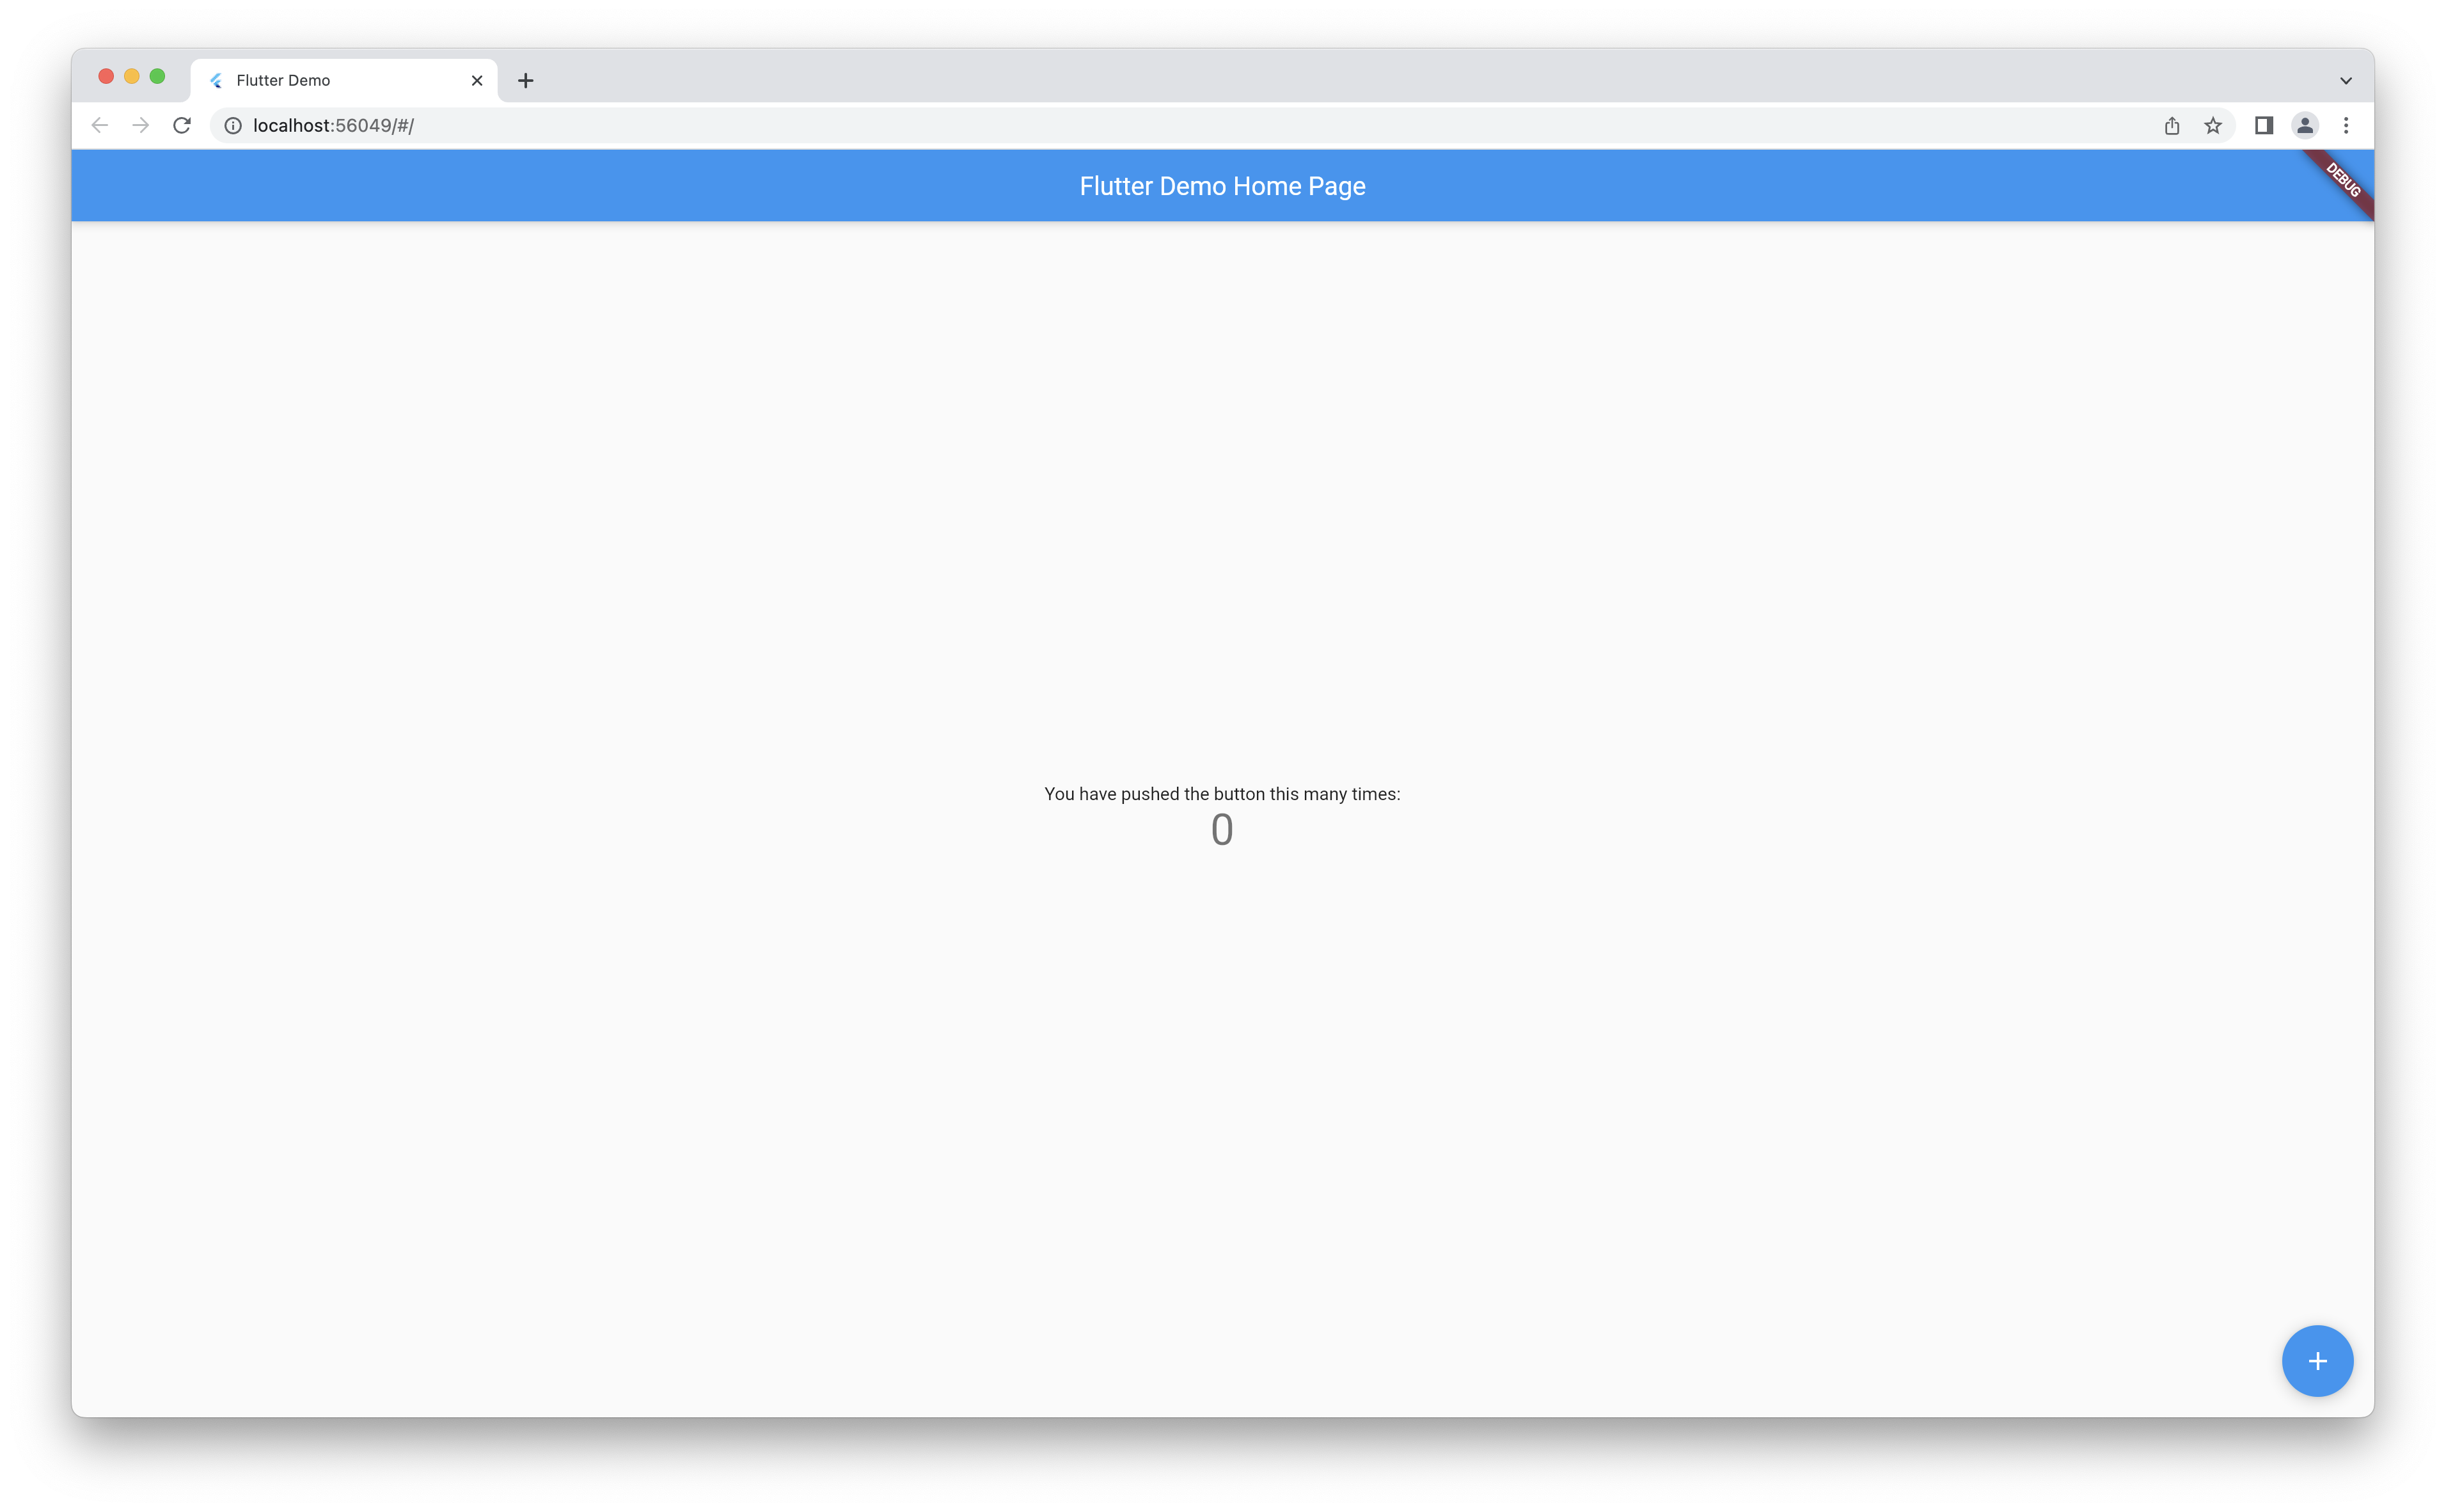 Flutter Demo
localhost:56049/#/
Flutter Demo Home Page
DEBUG
You have pushed the button this many times:
0